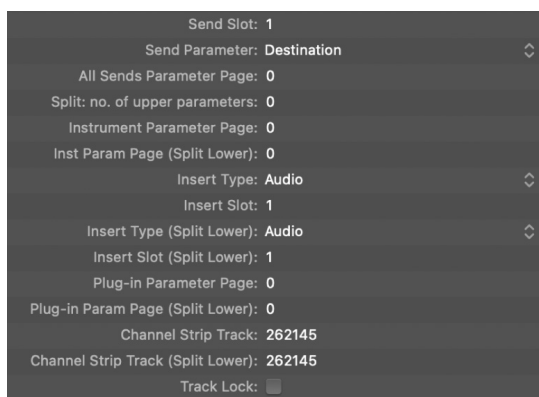 Send Slot: 1
Send Parameter: Destination
All Sends Parameter Page: 0
Split: no. of upper parameters: 0
Instrument Parameter Page: 0
Inst Param Page (Split Lower): 0
Insert Type: Audio
Insert Slot: 1
Insert Type (Split Lower): Audio
Insert Slot (Split Lower): 1
Plug-in Parameter Page: 0
Plug-in Param Page (Split Lower): 0
Channel Strip Track: 262145
Channel Strip Track (Split Lower): 262145
Track Lock: